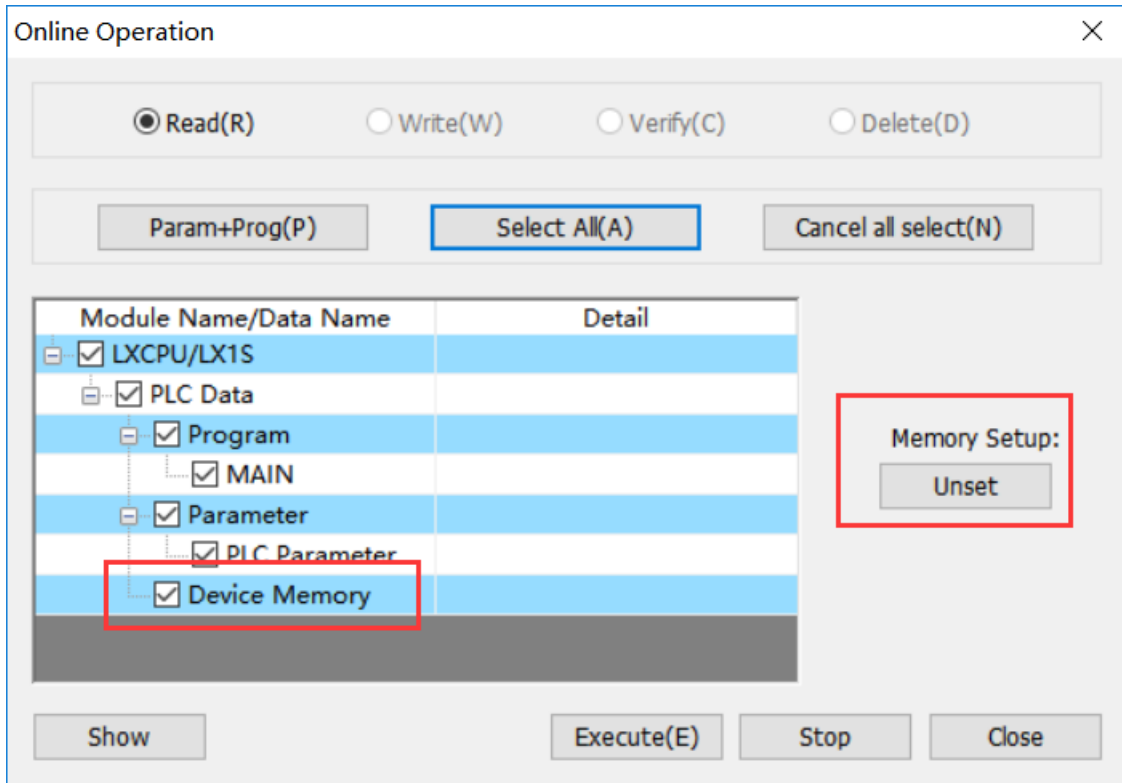 Online Operation
Read(R) Write(W) Verify(C) Delete(D)
Param+Prog(P) Select All(A) Cancel all select(N)
Module Name/Data Name Detail
LXCPU/LX1S
PLC Data
Program
MAIN
Parameter
PLC Parameter
Device Memory
Memory Setup:
Unset
Show Execute(E) Stop Close